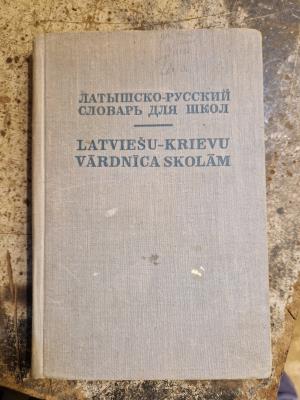 ЛАТЫШСКО-РУССКИЙ
СЛОВАРЬ ДЛЯ ШКОЛ
LATVIEŠU-KRIEVU
VĀRDNĪCA SKOLĀM